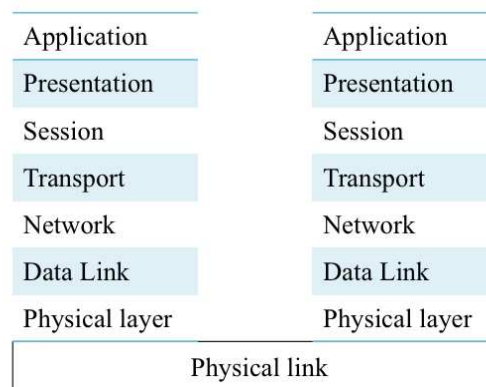 Application Application
Presentation Presentation
Session Session
Transport Transport
Network Network
Data Link Data Link
Physical layer Physical layer
Physical link